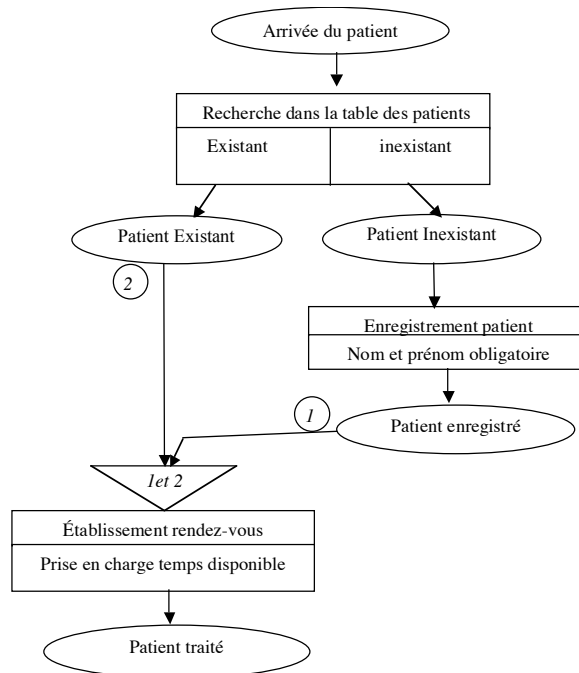 Arrivée du patient
Recherche dans la table des patients
Existant
inexistant
Patient Existant
Patient Inexistant
2
Enregistrement patient
Nom et prénom obligatoire
1
Patient enregistré
1et 2
Établissement rendez-vous
Prise en charge temps disponible
Patient traité